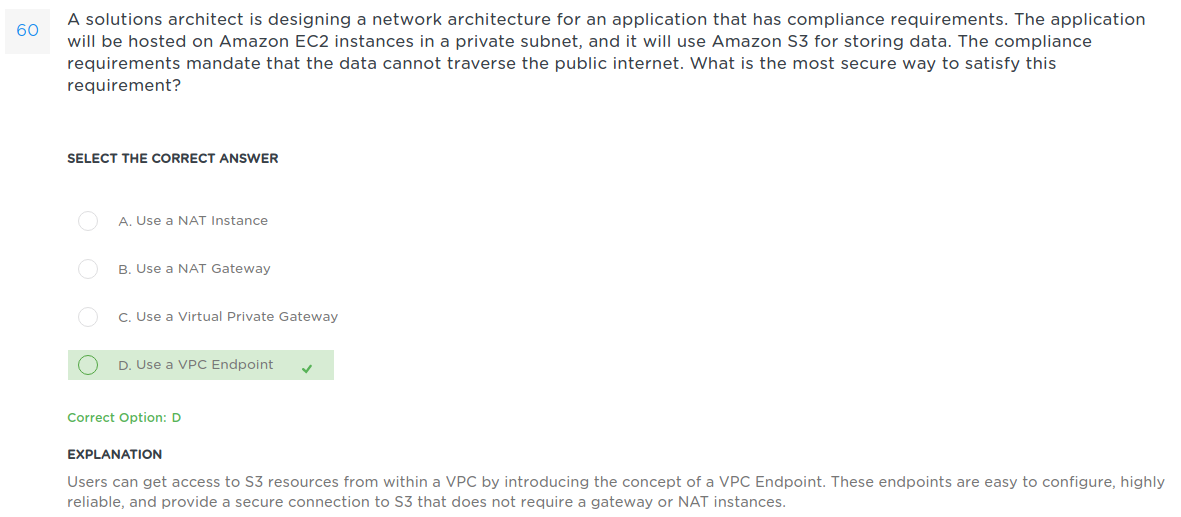 60
A solutions architect is designing a network architecture for an application that has compliance requirements. The application
will be hosted on Amazon EC2 instances in a private subnet, and it will use Amazon S3 for storing data. The compliance
requirements mandate that the data cannot traverse the public internet. What is the most secure way to satisfy this
requirement?
SELECT THE CORRECT ANSWER
A. Use a NAT Instance
B. Use a NAT Gateway
C. Use a Virtual Private Gateway
D. Use a VPC Endpoint
Correct Option: D
EXPLANATION
Users can get access to S3 resources from within a VPC by introducing the concept of a VPC Endpoint. These endpoints are easy to configure, highly
reliable, and provide a secure connection to S3 that does not require a gateway or NAT instances.